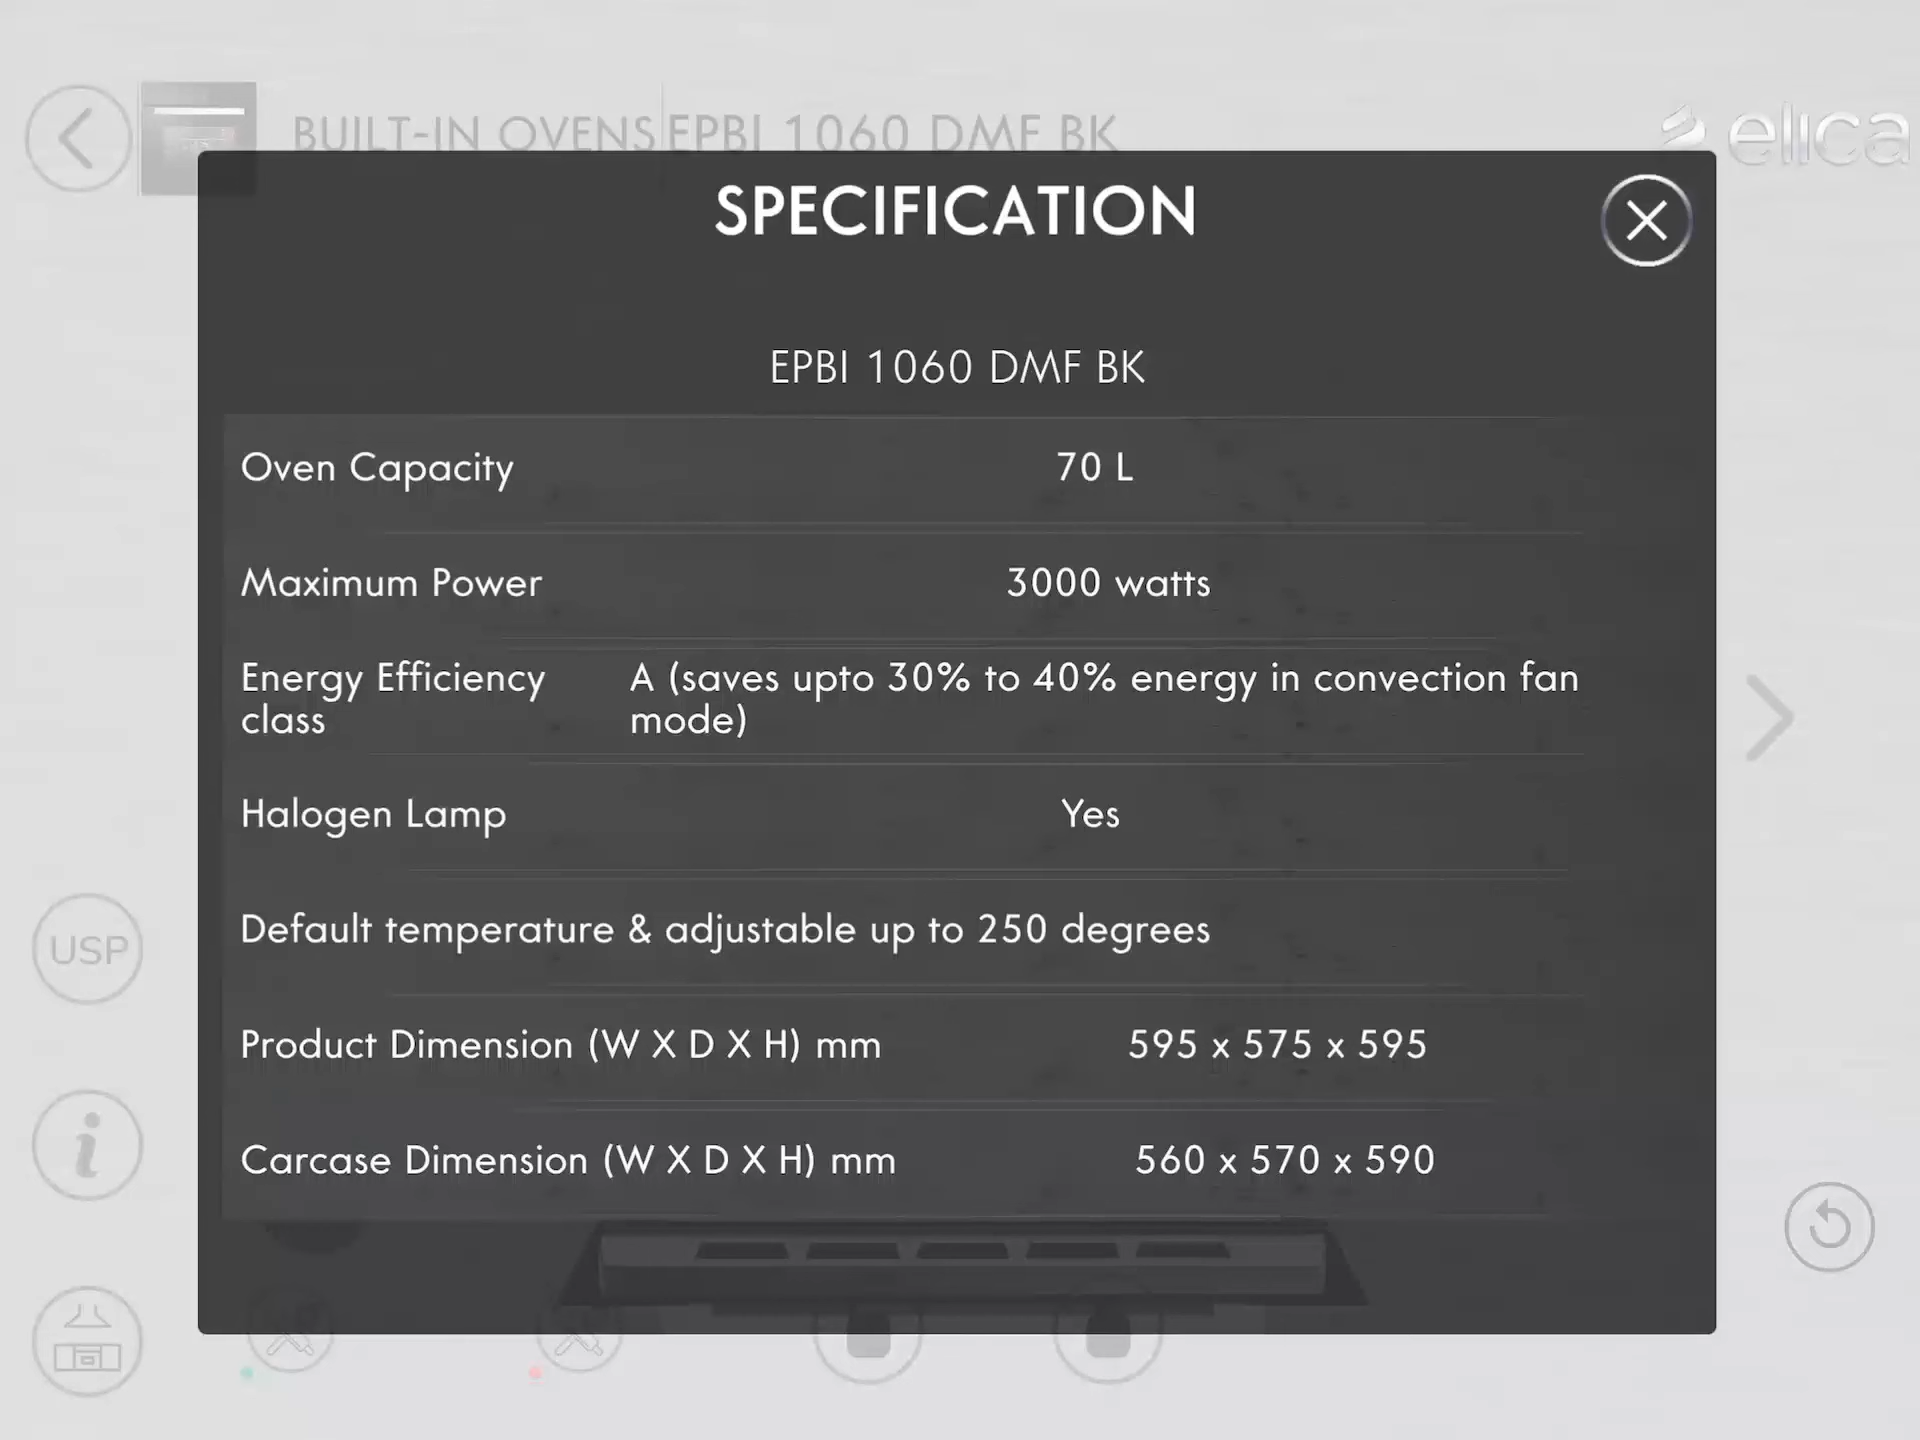 BUILT-IN OVENS EPBI 1060 DMF BK
elica
SPECIFICATION
EPBI 1060 DMF BK
Oven Capacity 70 L
Maximum Power 3000 watts
Energy Efficiency class A (saves upto 30% to 40% energy in convection fan mode)
Halogen Lamp Yes
Default temperature & adjustable up to 250 degrees
Product Dimension (W X D X H) mm 595 x 575 x 595
Carcase Dimension (W X D X H) mm 560 x 570 x 590
USP
i